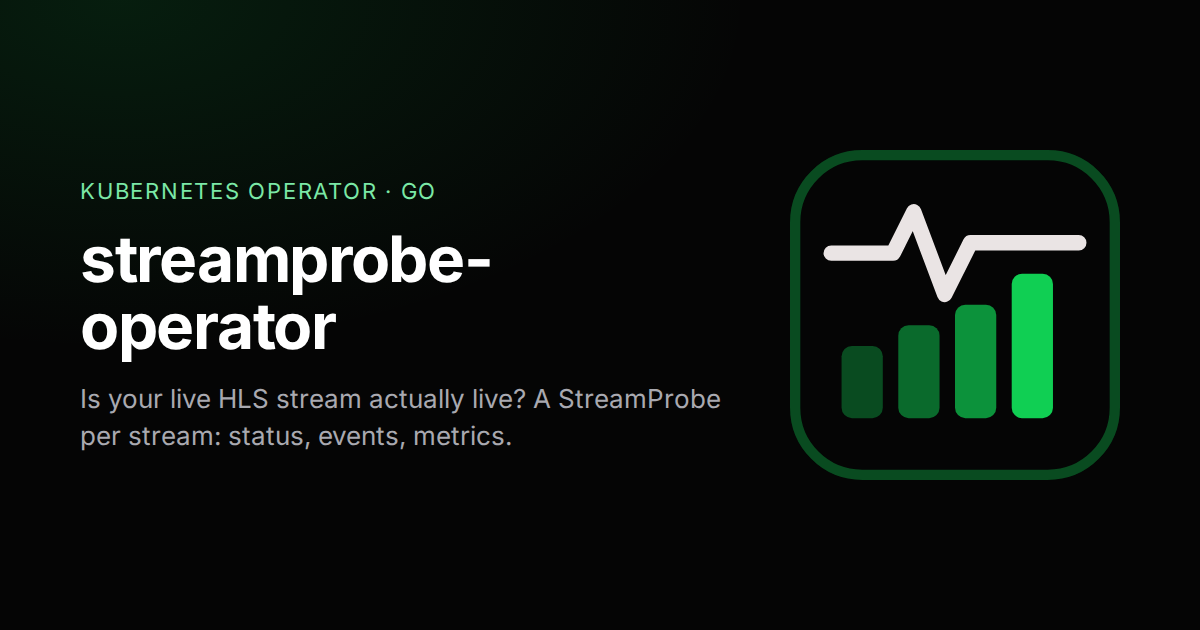 KUBERNETES OPERATOR · GO
streamprobe-
operator
Is your live HLS stream actually live? A StreamProbe
per stream: status, events, metrics.